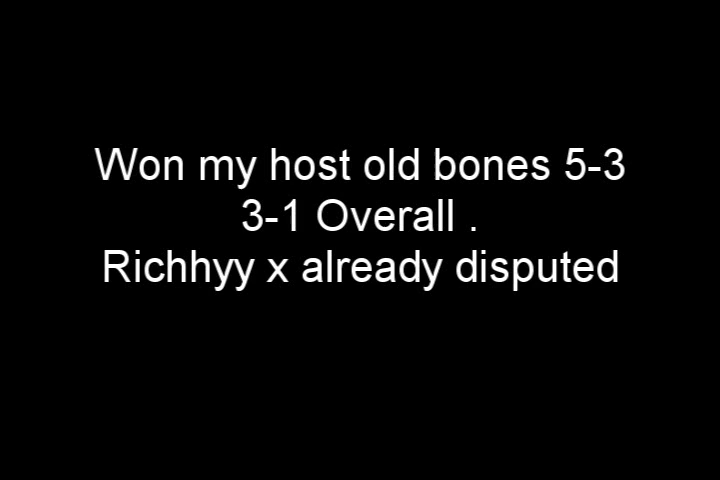 Won my host old bones 5-3
3-1 Overall .
Richhyy x already disputed